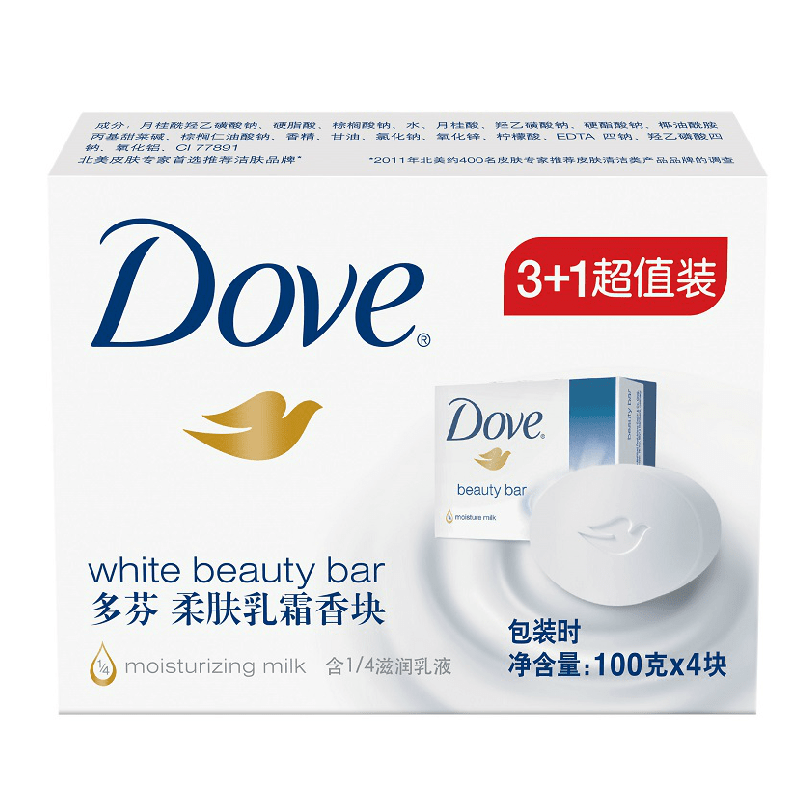 成分：月桂酰羟乙磺酸钠、硬脂酸、棕榈酸钠、水、月桂酸、羟乙磺酸钠、硬脂酸钠、椰油酰胺
丙基甜菜碱、棕榈仁油酸钠、香精、甘油、氯化钠、氧化锌、柠檬酸、EDTA 四钠、羟乙磷酸四
钠、氧化铝、CI 77891
北美皮肤专家首选推荐洁肤品牌*
*2011年北美约400名皮肤专家推荐皮肤清洁类产品品牌的调查
Dove®
3+1超值装
Dove
beauty bar
moisture milk
beauty bar
white beauty bar
多芬 柔肤乳霜香块
1/4 moisturizing milk 含1/4滋润乳液
包装时
净含量：100克x4块